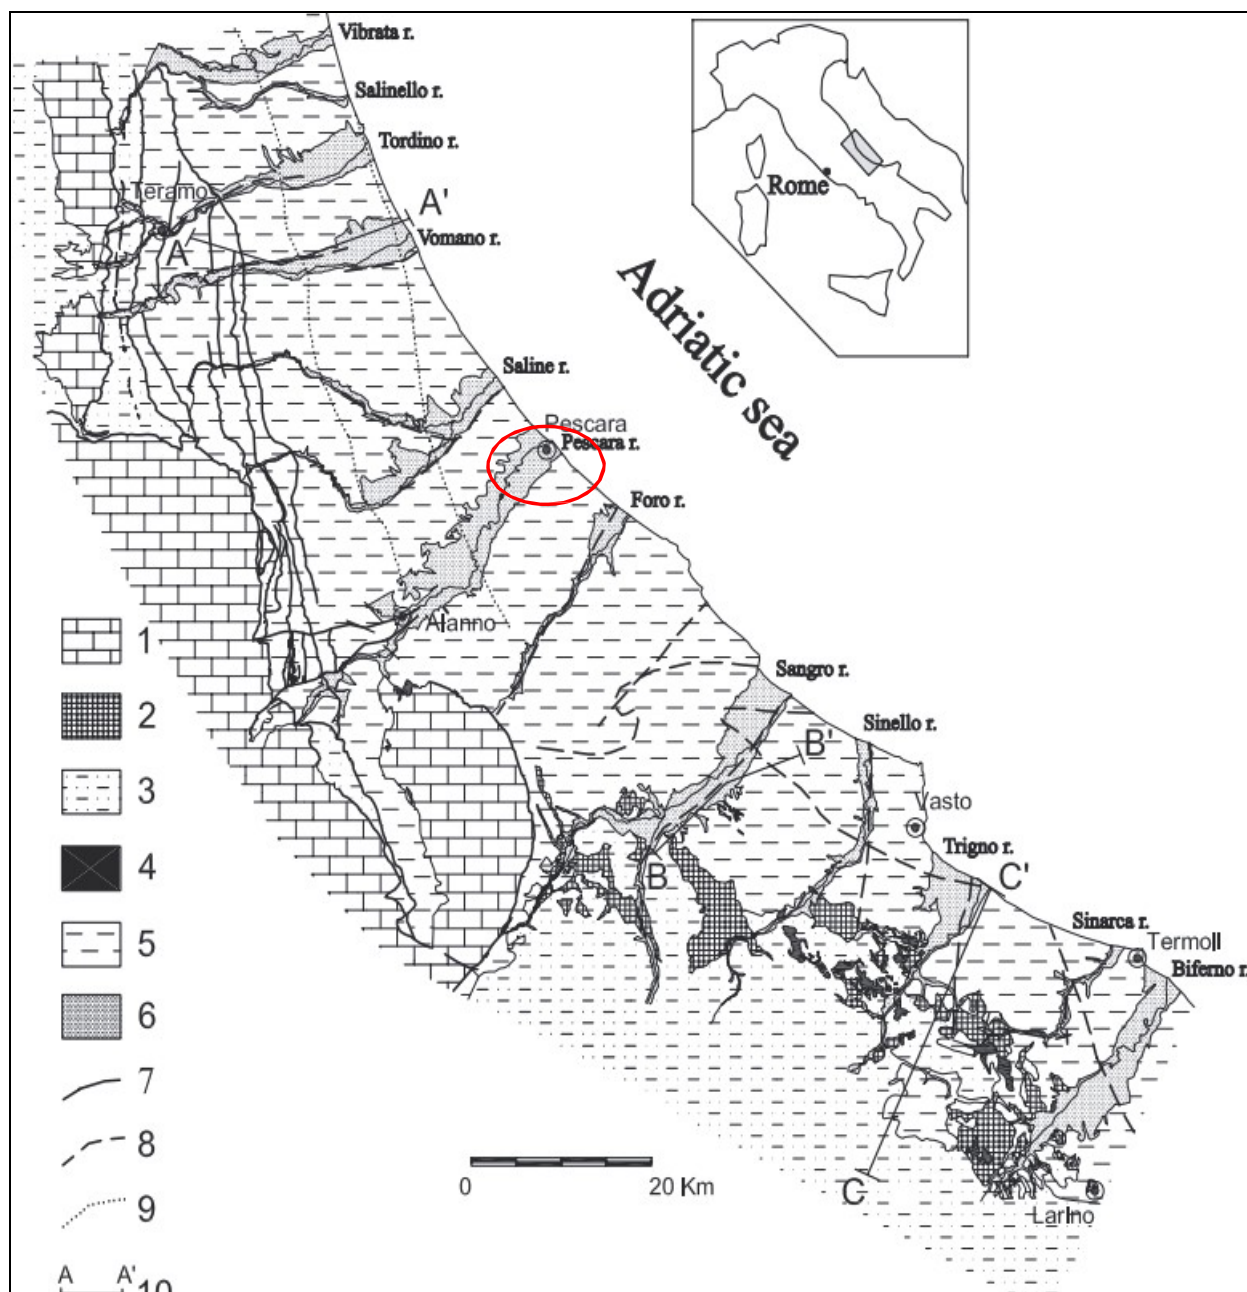 Vibrata r.
Salinello r.
Tordino r.
Teramo
A'
A
Vomano r.
Rome
Adriatic sea
Saline r.
Pescara
Pescara r.
Foro r.
Alanno
1
2
3
4
5
6
7
8
9
A A' 10
Sangro r.
Sinello r.
B'
B
Vasto
Trigno r.
C'
Sinarca r.
Termoli
Biferno r.
C
Larino
0 20 Km